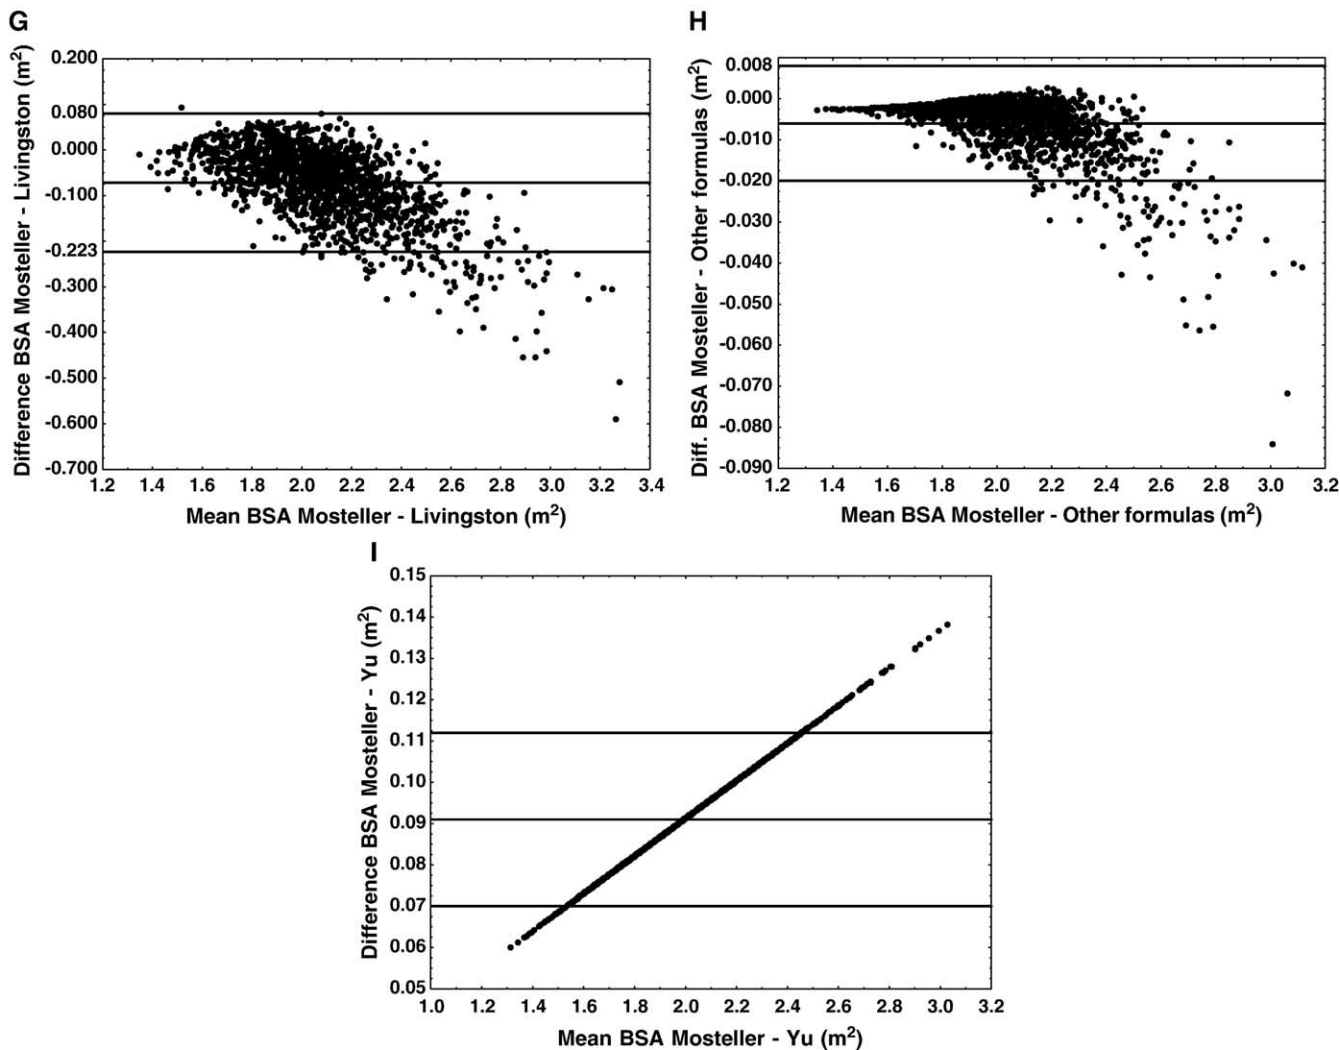 G
Difference BSA Mosteller - Livingston (m²)
0.200
0.080
0.000
-0.100
-0.223
-0.300
-0.400
-0.500
-0.600
-0.700
1.2 1.4 1.6 1.8 2.0 2.2 2.4 2.6 2.8 3.0 3.2 3.4
Mean BSA Mosteller - Livingston (m²)
H
Diff. BSA Mosteller - Other formulas (m²)
0.008
0.000
-0.010
-0.020
-0.030
-0.040
-0.050
-0.060
-0.070
-0.080
-0.090
1.2 1.4 1.6 1.8 2.0 2.2 2.4 2.6 2.8 3.0 3.2
Mean BSA Mosteller - Other formulas (m²)
I
Difference BSA Mosteller - Yu (m²)
0.15
0.14
0.13
0.12
0.11
0.10
0.09
0.08
0.07
0.06
0.05
1.0 1.2 1.4 1.6 1.8 2.0 2.2 2.4 2.6 2.8 3.0 3.2
Mean BSA Mosteller - Yu (m²)